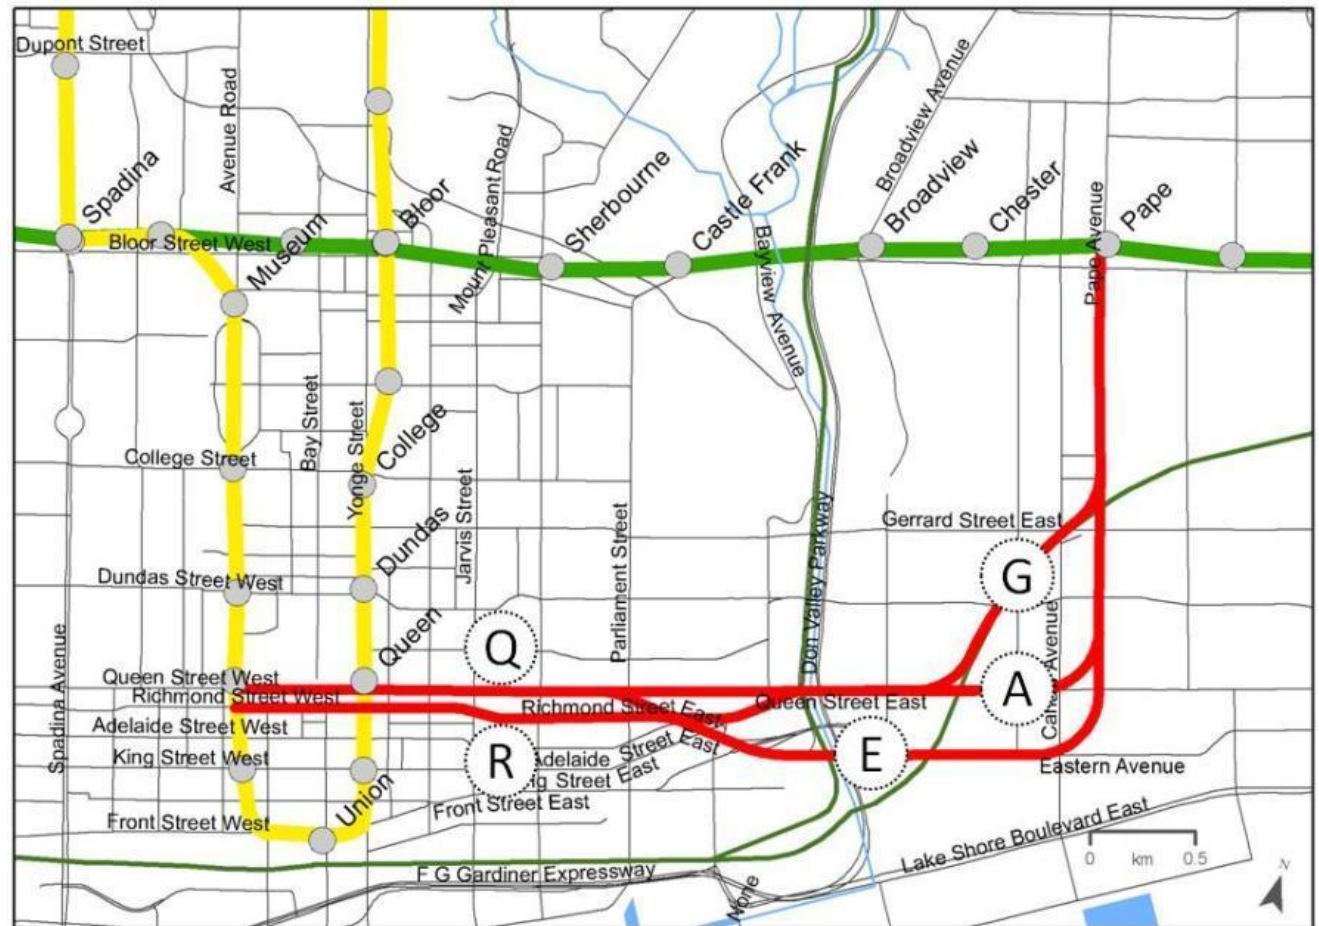 Dupont Street
Avenue Road
Mount Pleasant Road
Broadview Avenue
Spadina
Bloor
Sherbourne
Castle Frank
Broadview
Chester
Pape
Bloor Street West
Museum
Bayview Avenue
Pape Avenue
College Street
Bay Street
Yonge Street
College
Jarvis Street
Dundas
Parliament Street
Don Valley Parkway
Gerrard Street East
G
Dundas Street West
Queen
Q
Spadina Avenue
Queen Street West
Richmond Street West
Richmond Street East
Queen Street East
A
Avenue
Adelaide Street West
King Street West
R
Adelaide Street East
Street East
E
Eastern Avenue
Union
Front Street West
Front Street East
F G Gardiner Expressway
None
Lake Shore Boulevard East
0 km 0.5
N